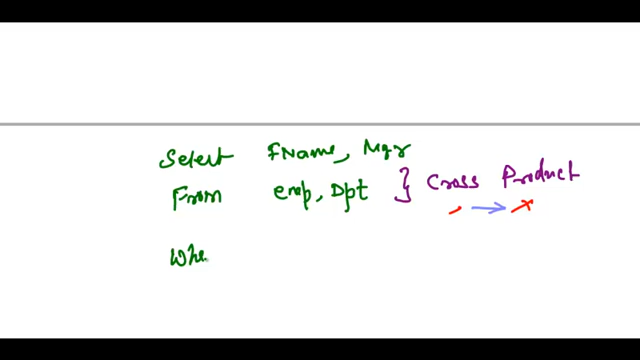 Select FName, Mgr
From emp, Dpt } Cross Product
, → ×
Whe